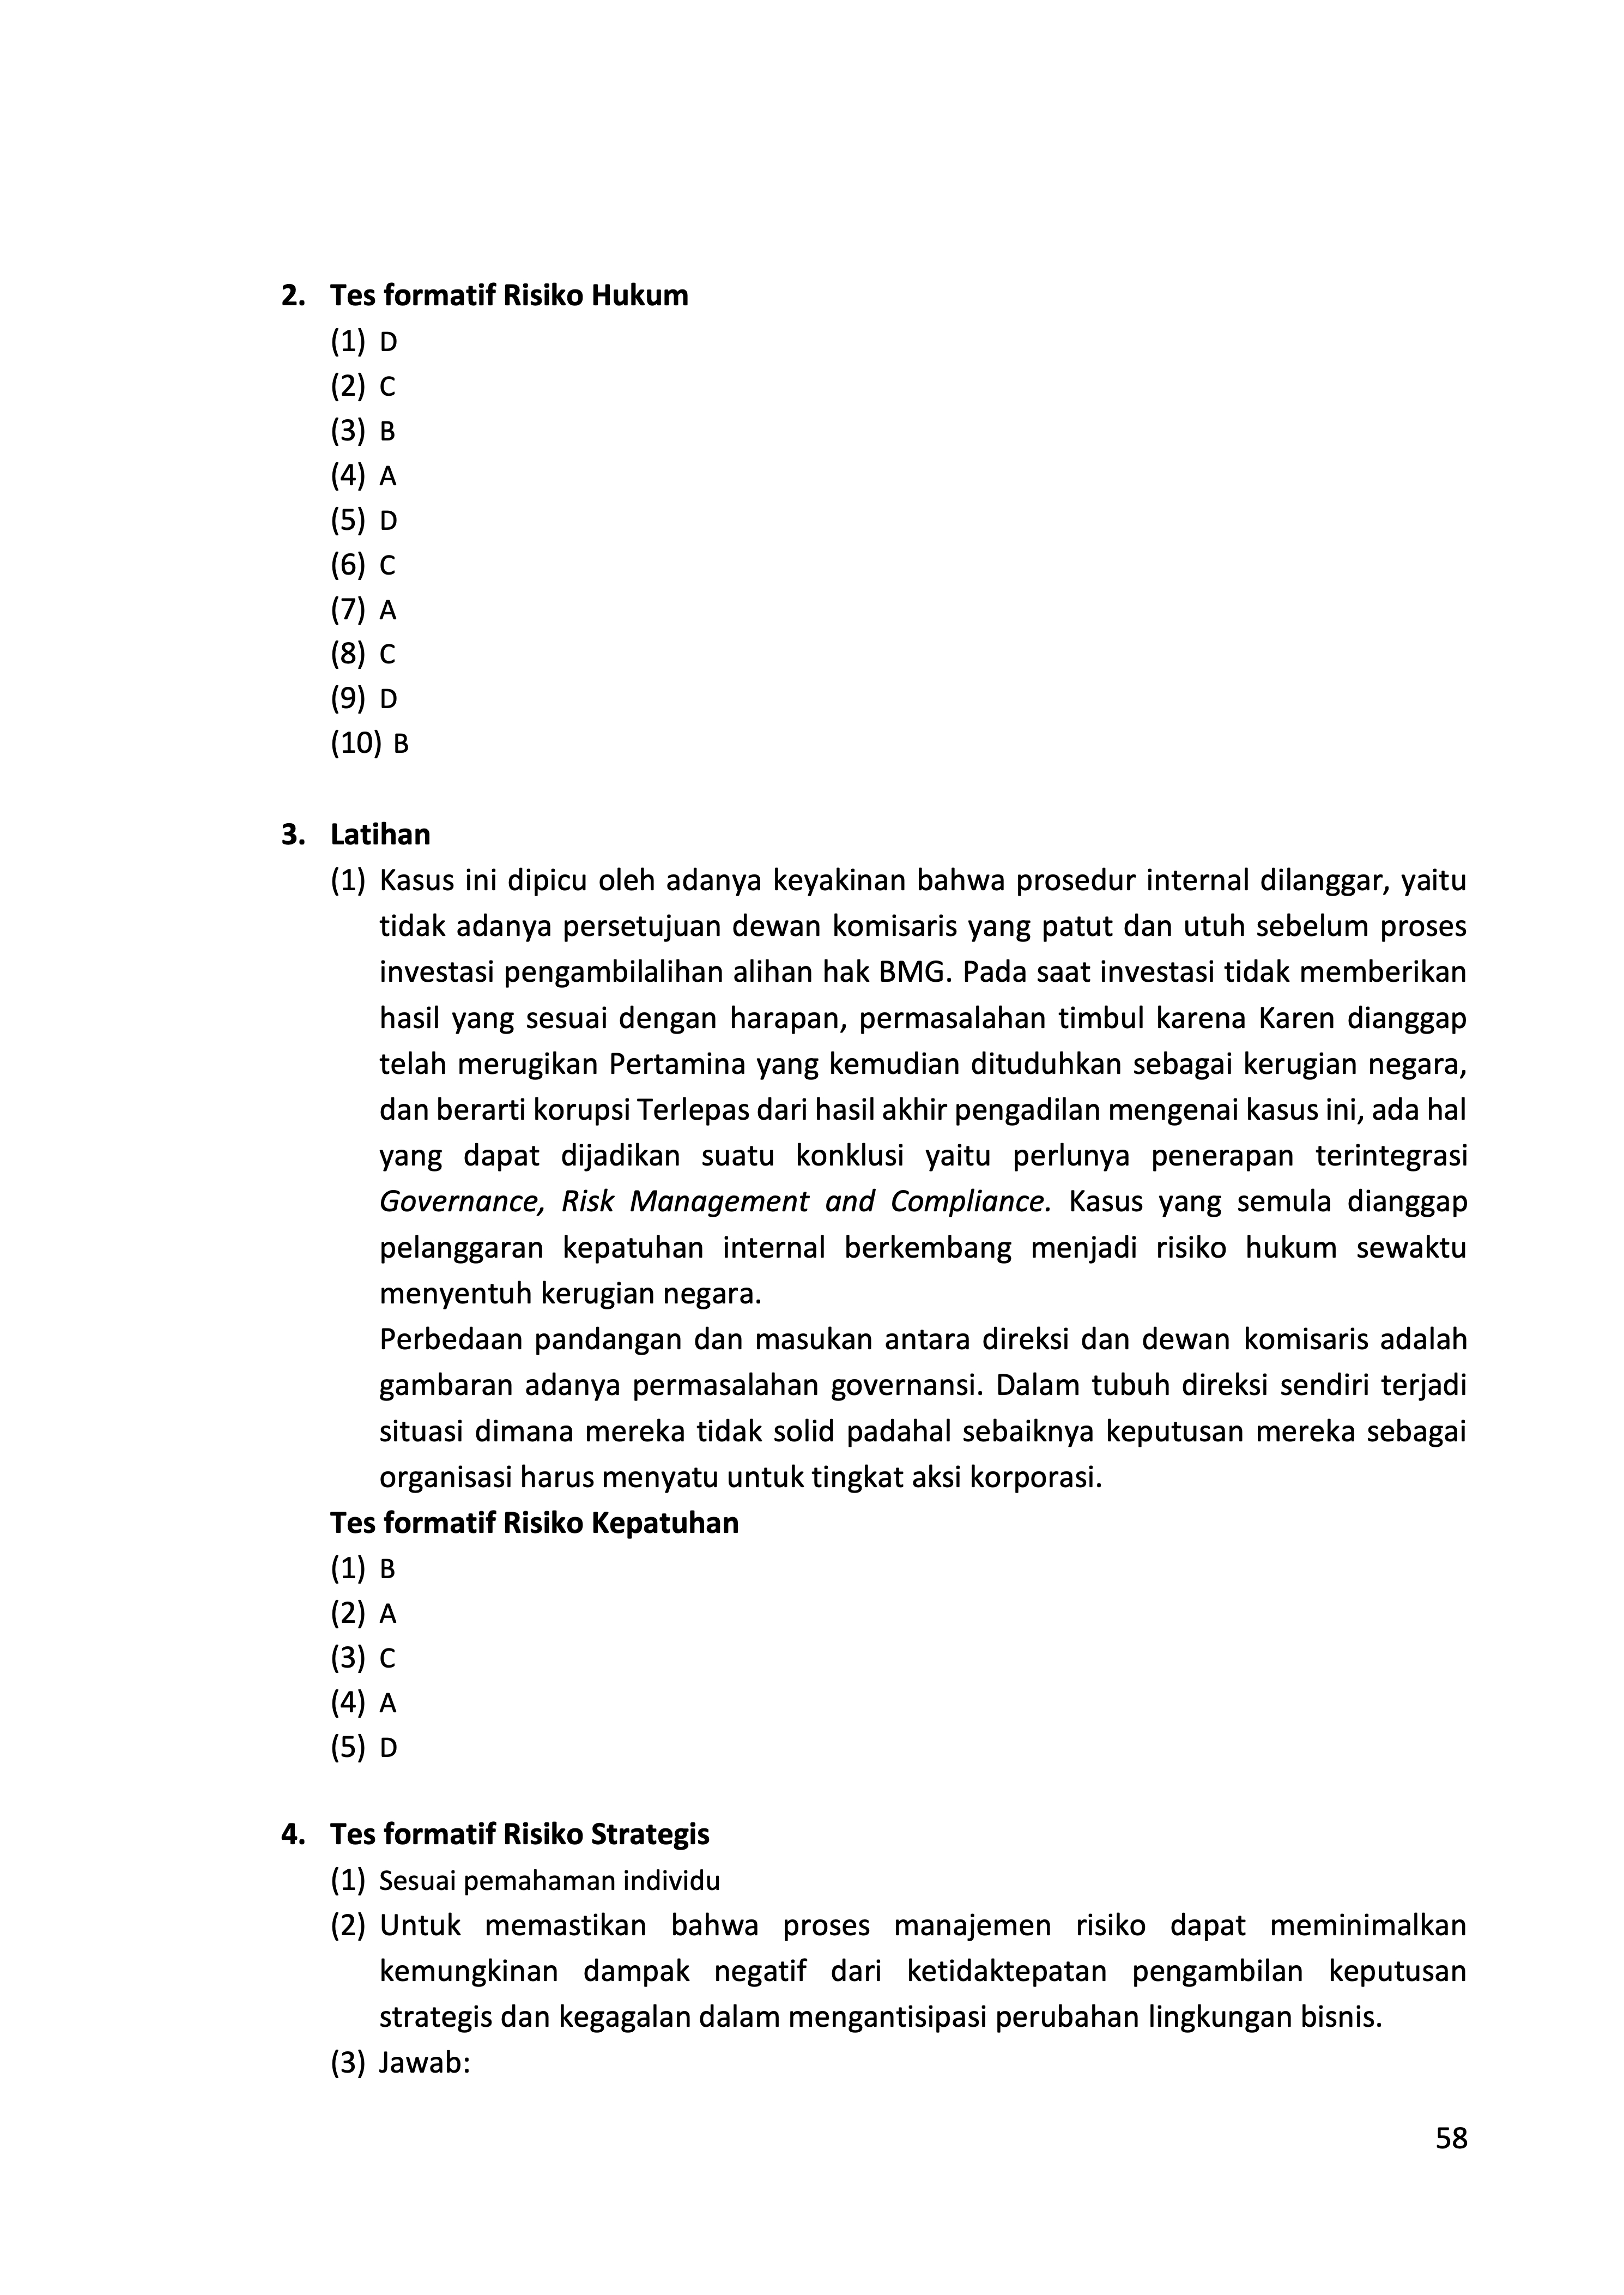 2. Tes formatif Risiko Hukum
(1) D
(2) C
(3) B
(4) A
(5) D
(6) C
(7) A
(8) C
(9) D
(10) B
3. Latihan
(1) Kasus ini dipicu oleh adanya keyakinan bahwa prosedur internal dilanggar, yaitu
tidak adanya persetujuan dewan komisaris yang patut dan utuh sebelum proses
investasi pengambilalihan alihan hak BMG. Pada saat investasi tidak memberikan
hasil yang sesuai dengan harapan, permasalahan timbul karena Karen dianggap
telah merugikan Pertamina yang kemudian dituduhkan sebagai kerugian negara,
dan berarti korupsi Terlepas dari hasil akhir pengadilan mengenai kasus ini, ada hal
yang dapat dijadikan suatu konklusi yaitu perlunya penerapan terintegrasi
Governance, Risk Management and Compliance. Kasus yang semula dianggap
pelanggaran kepatuhan internal berkembang menjadi risiko hukum sewaktu
menyentuh kerugian negara.
Perbedaan pandangan dan masukan antara direksi dan dewan komisaris adalah
gambaran adanya permasalahan governansi. Dalam tubuh direksi sendiri terjadi
situasi dimana mereka tidak solid padahal sebaiknya keputusan mereka sebagai
organisasi harus menyatu untuk tingkat aksi korporasi.
Tes formatif Risiko Kepatuhan
(1) B
(2) A
(3) C
(4) A
(5) D
4. Tes formatif Risiko Strategis
(1) Sesuai pemahaman individu
(2) Untuk memastikan bahwa proses manajemen risiko dapat meminimalkan
kemungkinan dampak negatif dari ketidaktepatan pengambilan keputusan
strategis dan kegagalan dalam mengantisipasi perubahan lingkungan bisnis.
(3) Jawab:
58